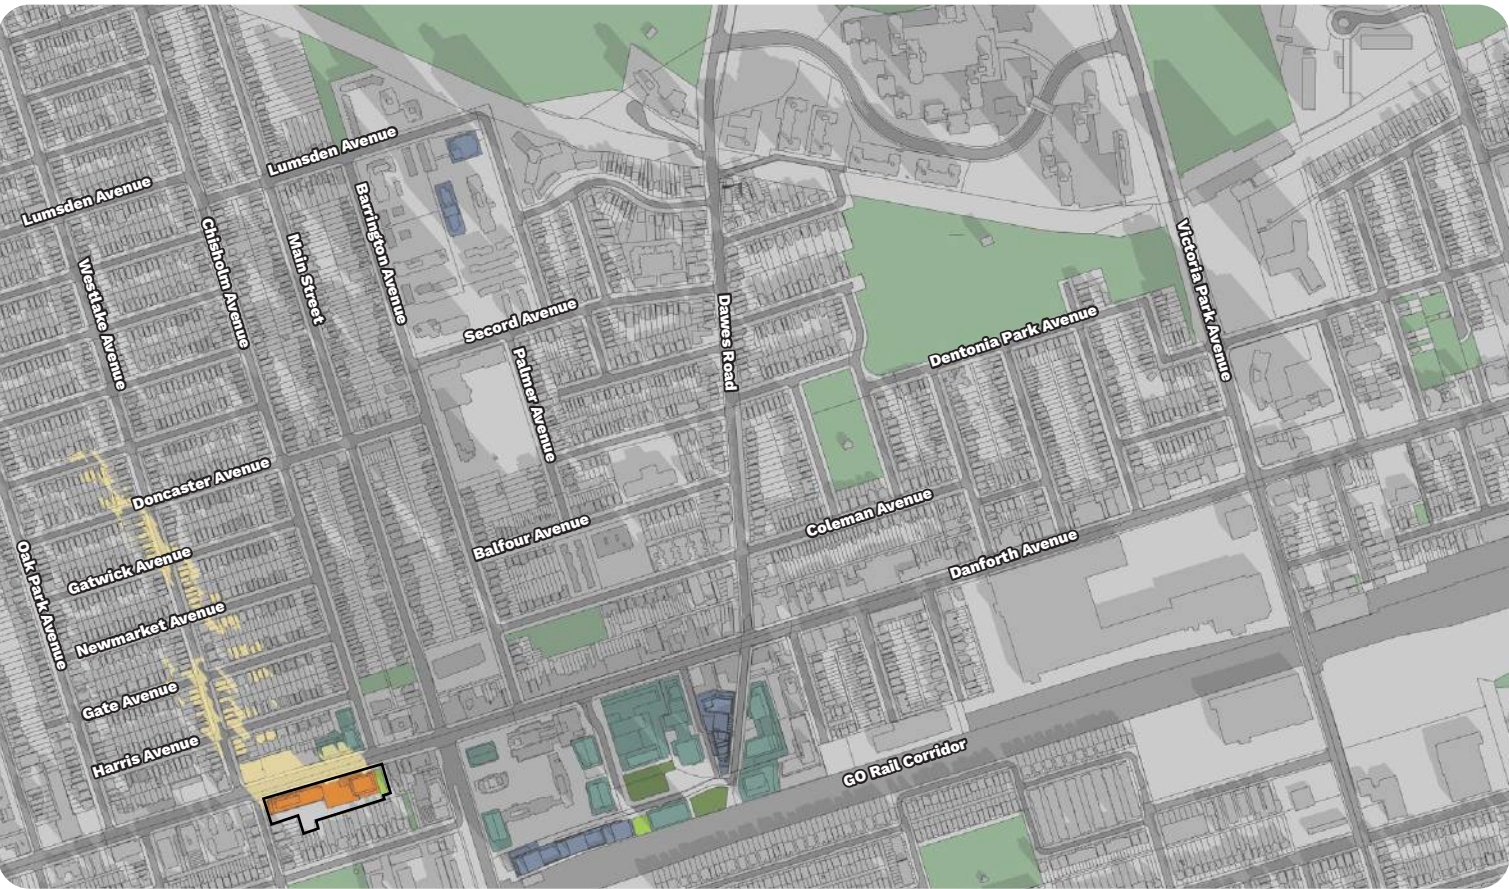 Lumsden Avenue
Lumsden Avenue
Barrington Avenue
Chisholm Avenue
Main Street
Westlake Avenue
Victoria Park Avenue
Secord Avenue
Dawes Road
Dentonia Park Avenue
Palmer Avenue
Doncaster Avenue
Coleman Avenue
Balfour Avenue
Danforth Avenue
Oak Park Avenue
Gatwick Avenue
Newmarket Avenue
Gate Avenue
Harris Avenue
GO Rail Corridor